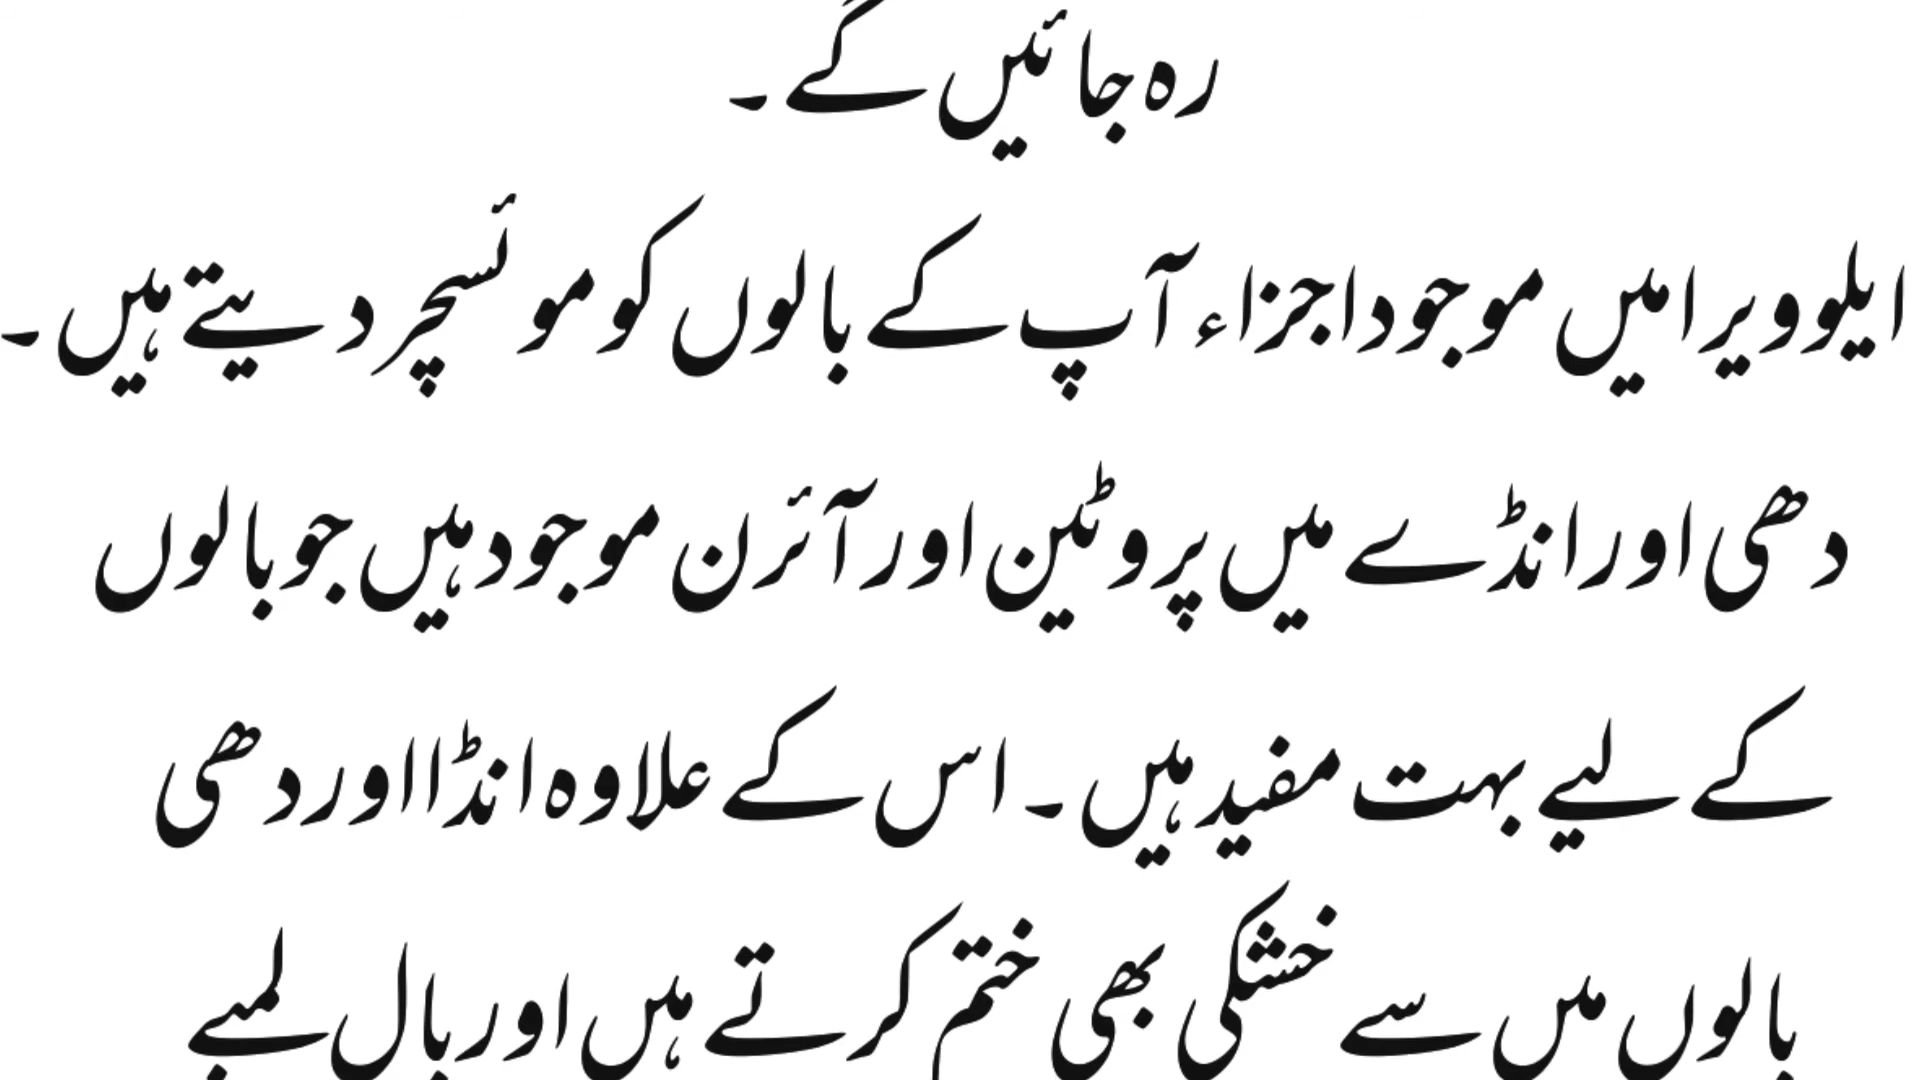 رہ جائیں گے ۔
ایلوویرا میں موجود اجزاء آپ کے بالوں کو موئسچر دیتے ہیں ۔
دھی اور انڈے میں پروٹین اور آئرن موجود ہیں جو بالوں
کے لیے بہت مفید ہیں ۔ اس کے علاوہ انڈا اور دھی
بالوں میں سے خشکی بھی ختم کرتے ہیں اور بال لمبے